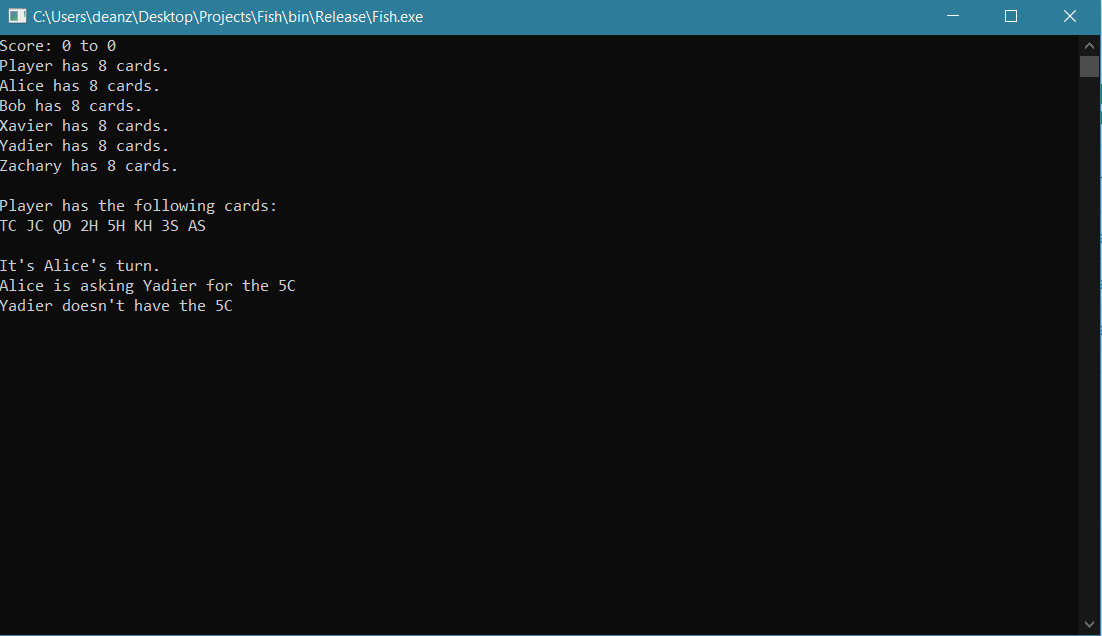 C:\Users\deanz\Desktop\Projects\Fish\bin\Release\Fish.exe
Score: 0 to 0
Player has 8 cards.
Alice has 8 cards.
Bob has 8 cards.
Xavier has 8 cards.
Yadier has 8 cards.
Zachary has 8 cards.
Player has the following cards:
TC JC QD 2H 5H KH 3S AS
It's Alice's turn.
Alice is asking Yadier for the 5C
Yadier doesn't have the 5C